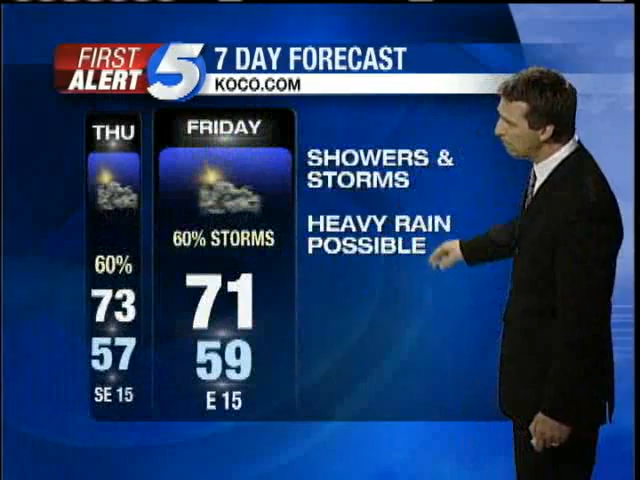 FIRST
ALERT 5
7 DAY FORECAST
KOCO.COM
THU
60%
73
57
SE 15
FRIDAY
60% STORMS
71
59
E 15
SHOWERS &
STORMS
HEAVY RAIN
POSSIBLE